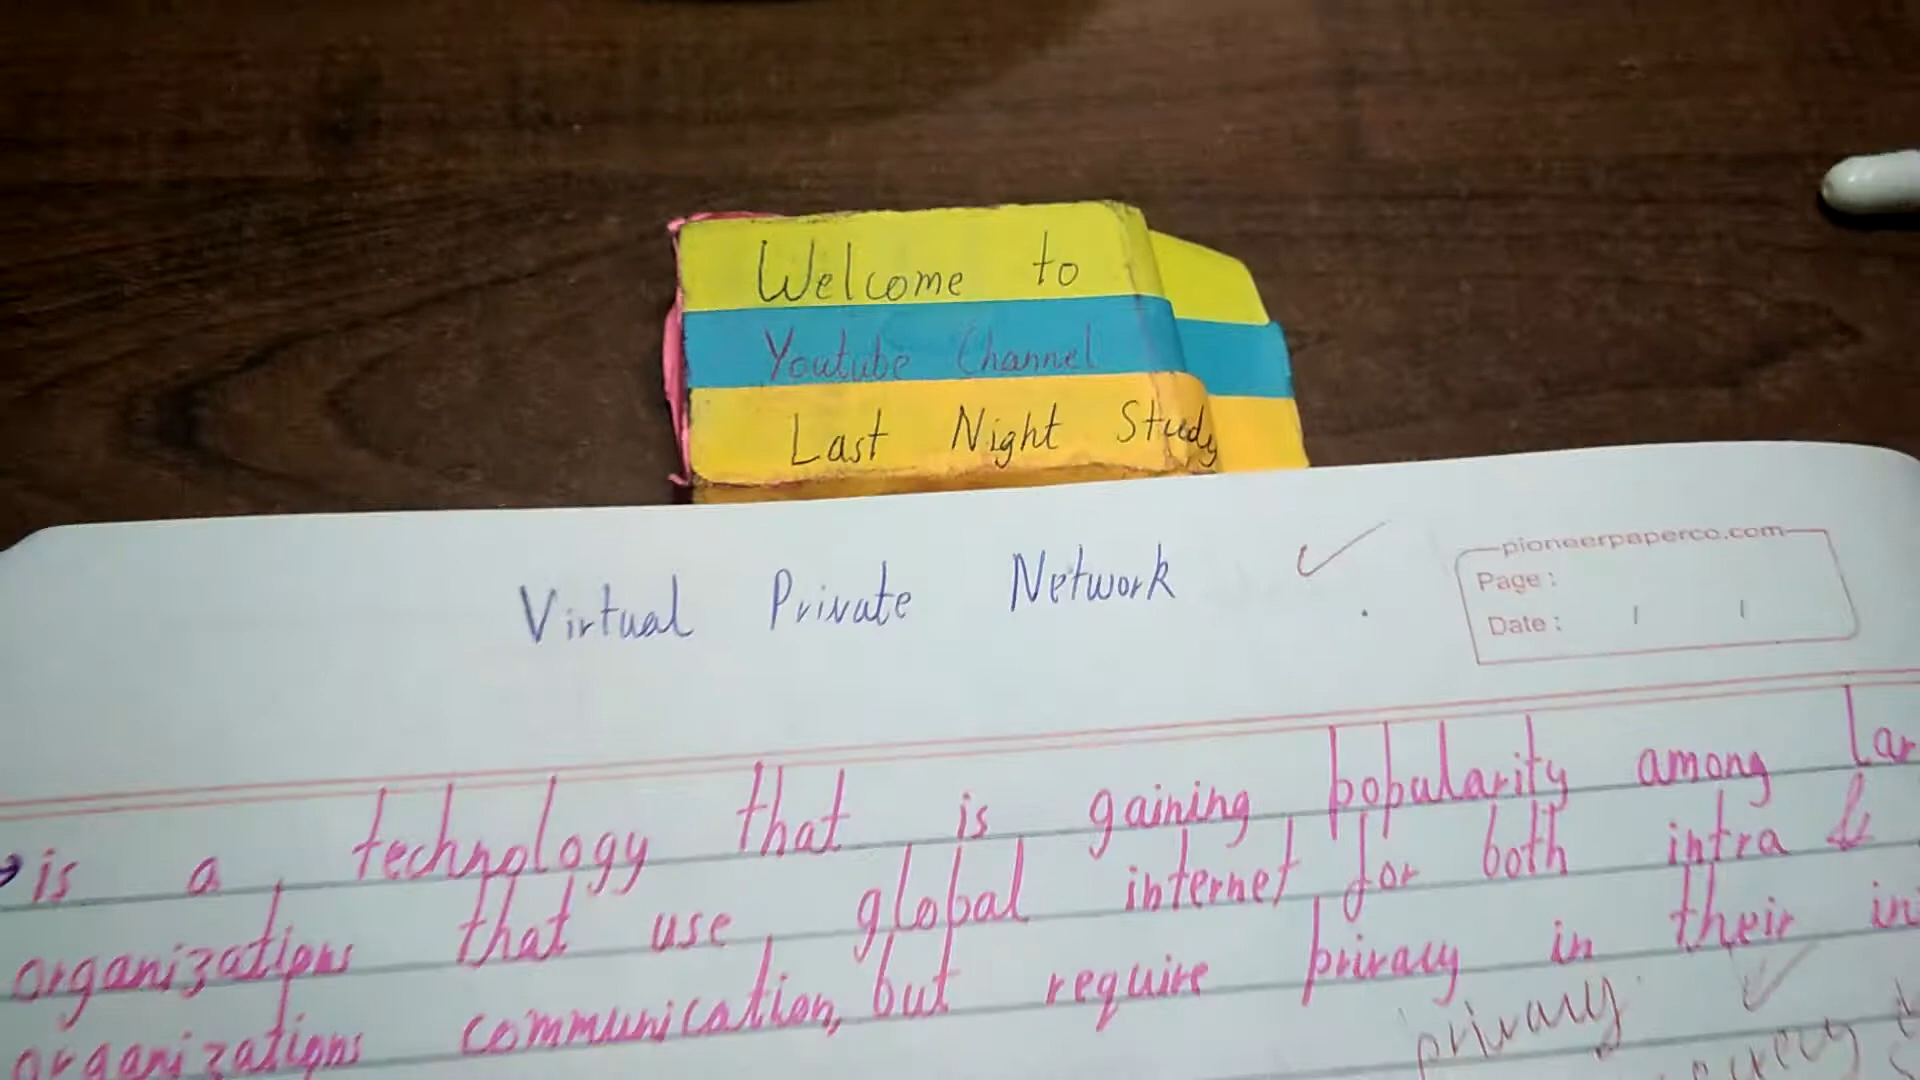 Welcome to
Youtube Channel
Last Night Study
Virtual Private Network
pioneerpaperco.com
Page :
Date : / /
is a technology that is gaining popularity among
organizations that use global internet for both intra &
organizations communication, but require privacy in their
privacy